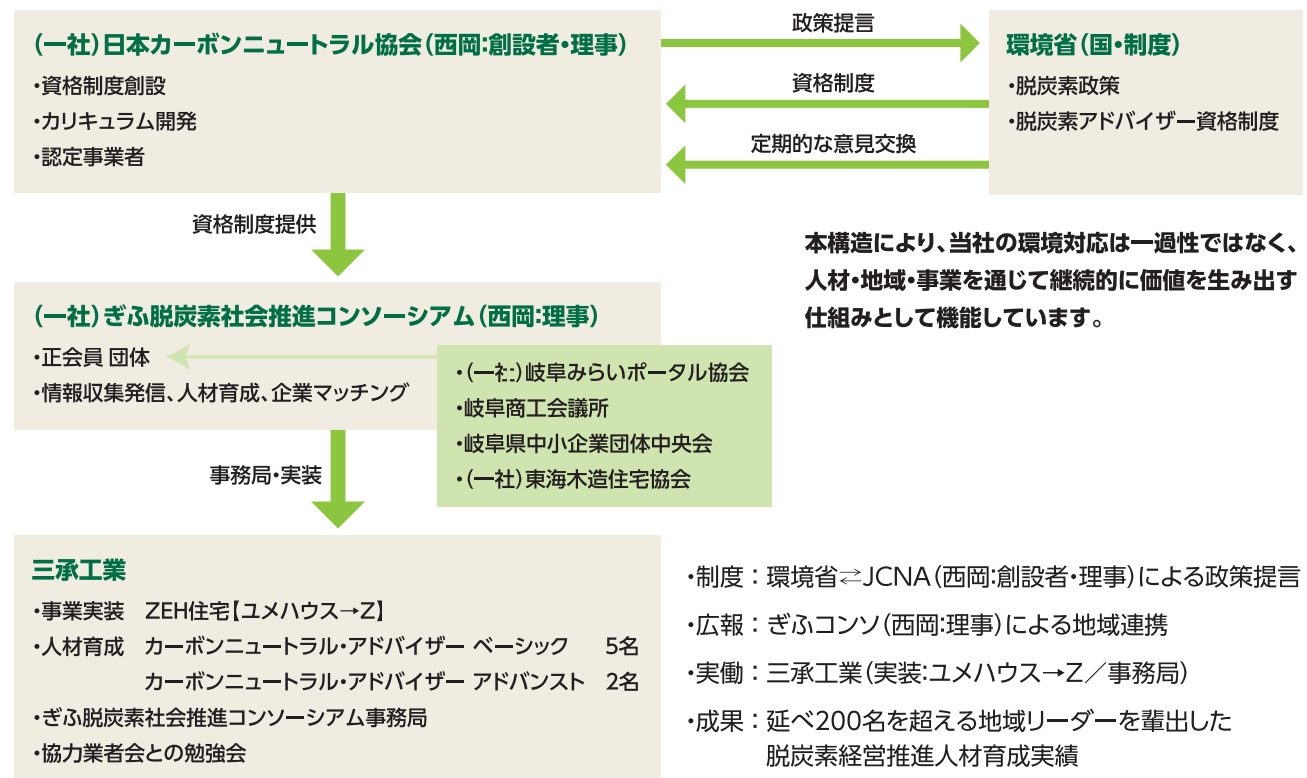 (一社)日本カーボンニュートラル協会(西岡:創設者・理事)
・資格制度創設
・カリキュラム開発
・認定事業者
政策提言
資格制度
定期的な意見交換
環境省(国・制度)
・脱炭素政策
・脱炭素アドバイザー資格制度
資格制度提供
本構造により、当社の環境対応は一過性ではなく、
人材・地域・事業を通じて継続的に価値を生み出す
仕組みとして機能しています。
(一社)ぎふ脱炭素社会推進コンソーシアム(西岡:理事)
・正会員 団体
・情報収集発信、人材育成、企業マッチング
・(一社)岐阜みらいポータル協会
・岐阜商工会議所
・岐阜県中小企業団体中央会
・(一社)東海木造住宅協会
事務局・実装
三承工業
・事業実装 ZEH住宅【ユメハウス→Z】
・人材育成 カーボンニュートラル・アドバイザー ベーシック 5名
カーボンニュートラル・アドバイザー アドバンスト 2名
・ぎふ脱炭素社会推進コンソーシアム事務局
・協力業者会との勉強会
・制度:環境省⇄JCNA(西岡:創設者・理事)による政策提言
・広報:ぎふコンソ(西岡:理事)による地域連携
・実働:三承工業(実装:ユメハウス→Z/事務局)
・成果:延べ200名を超える地域リーダーを輩出した
脱炭素経営推進人材育成実績